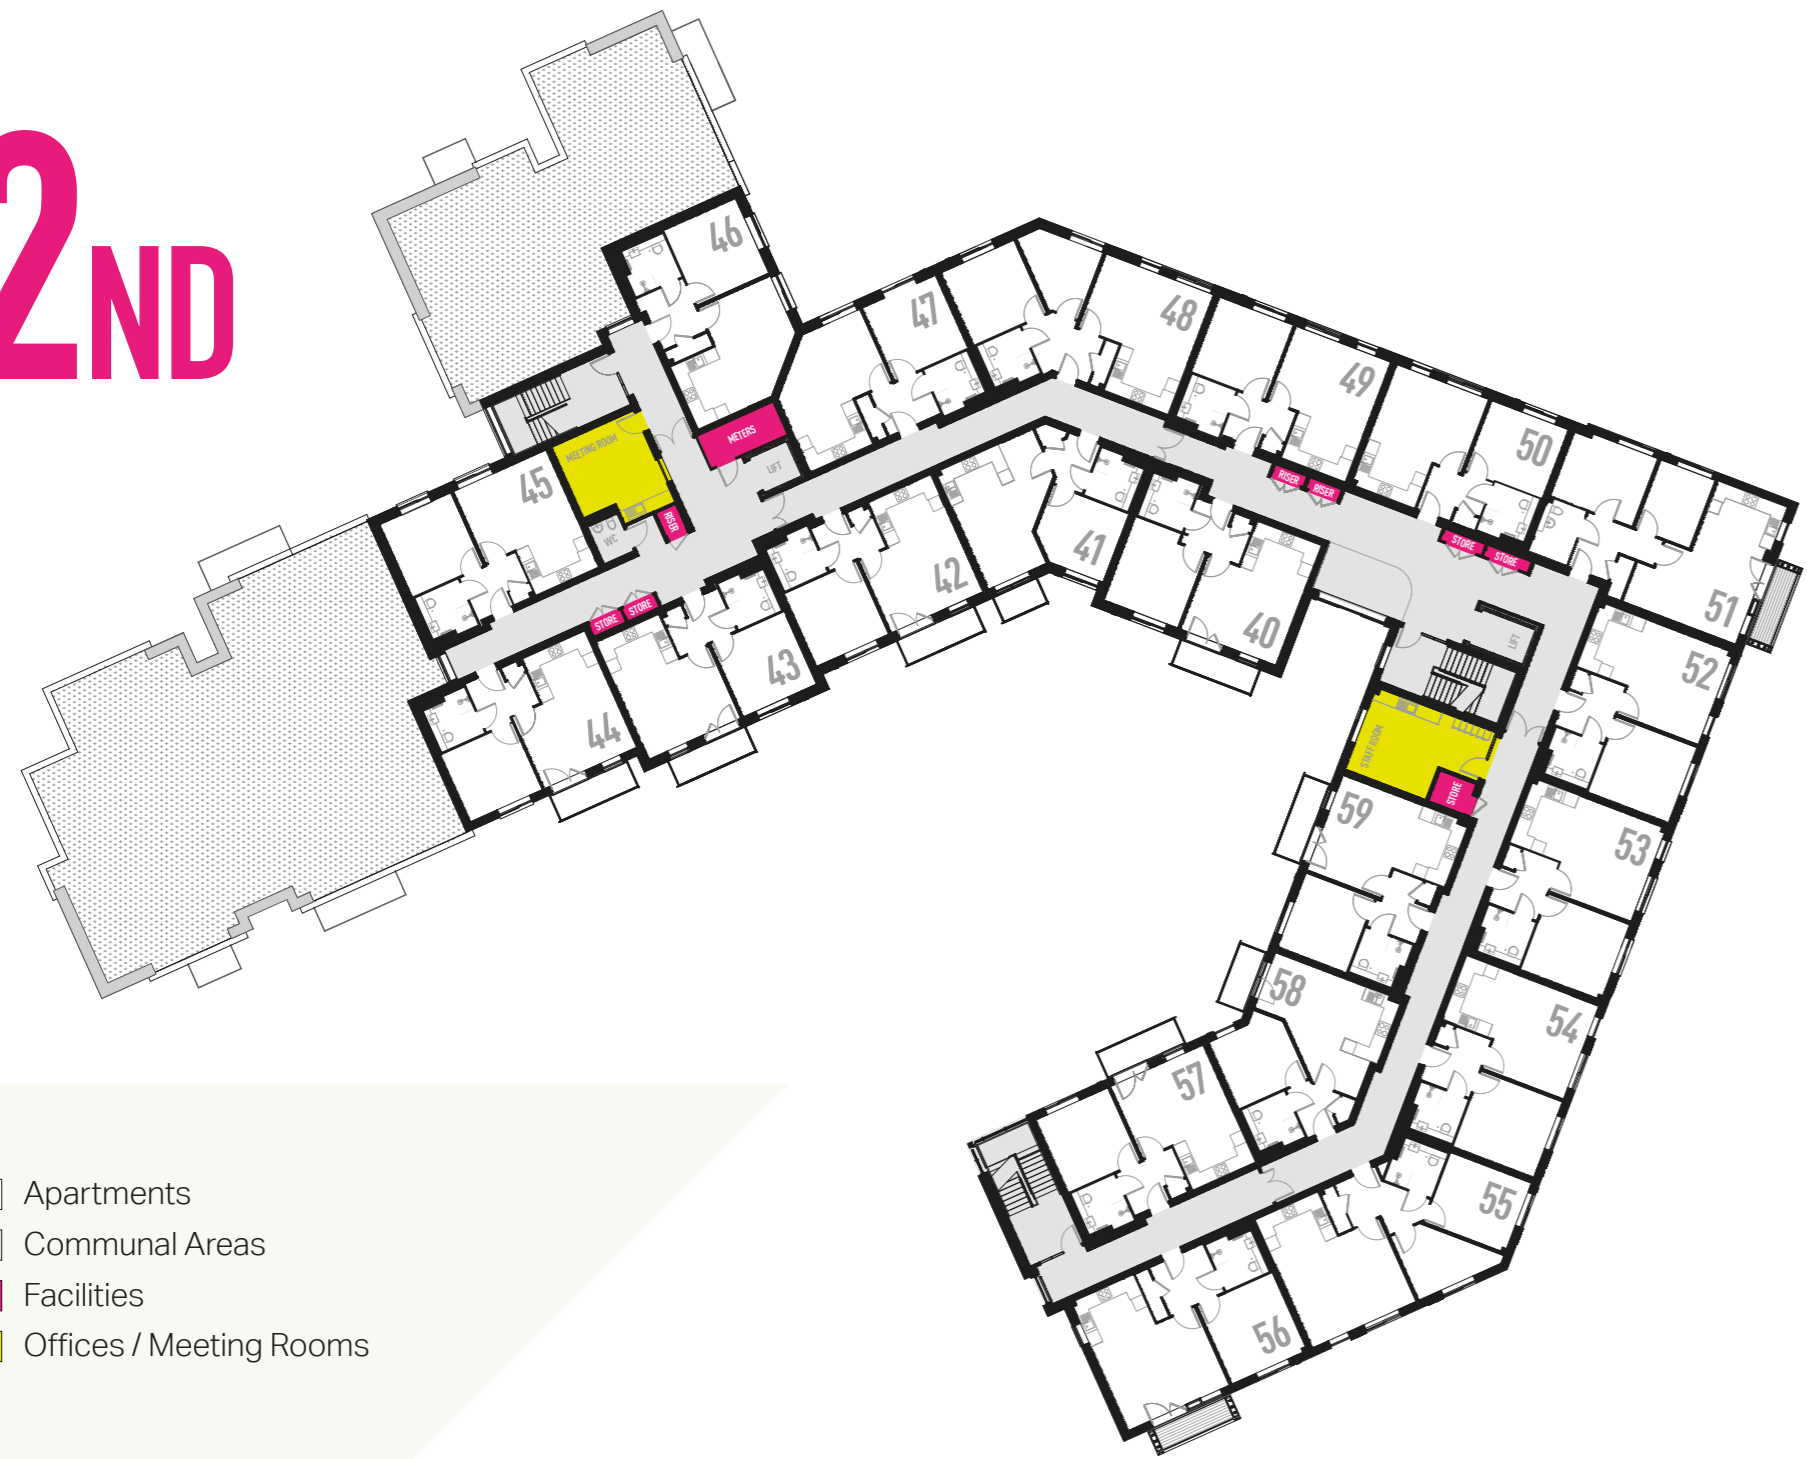 2ND
46
47
48
49
50
51
52
53
54
55
56
57
58
59
40
41
42
43
44
45
MEETING ROOM
METERS
LIFT
WC
RISER
STORE
STORE
RISER
RISER
STORE
STORE
LIFT
STAFF ROOM
STORE
Apartments
Communal Areas
Facilities
Offices / Meeting Rooms